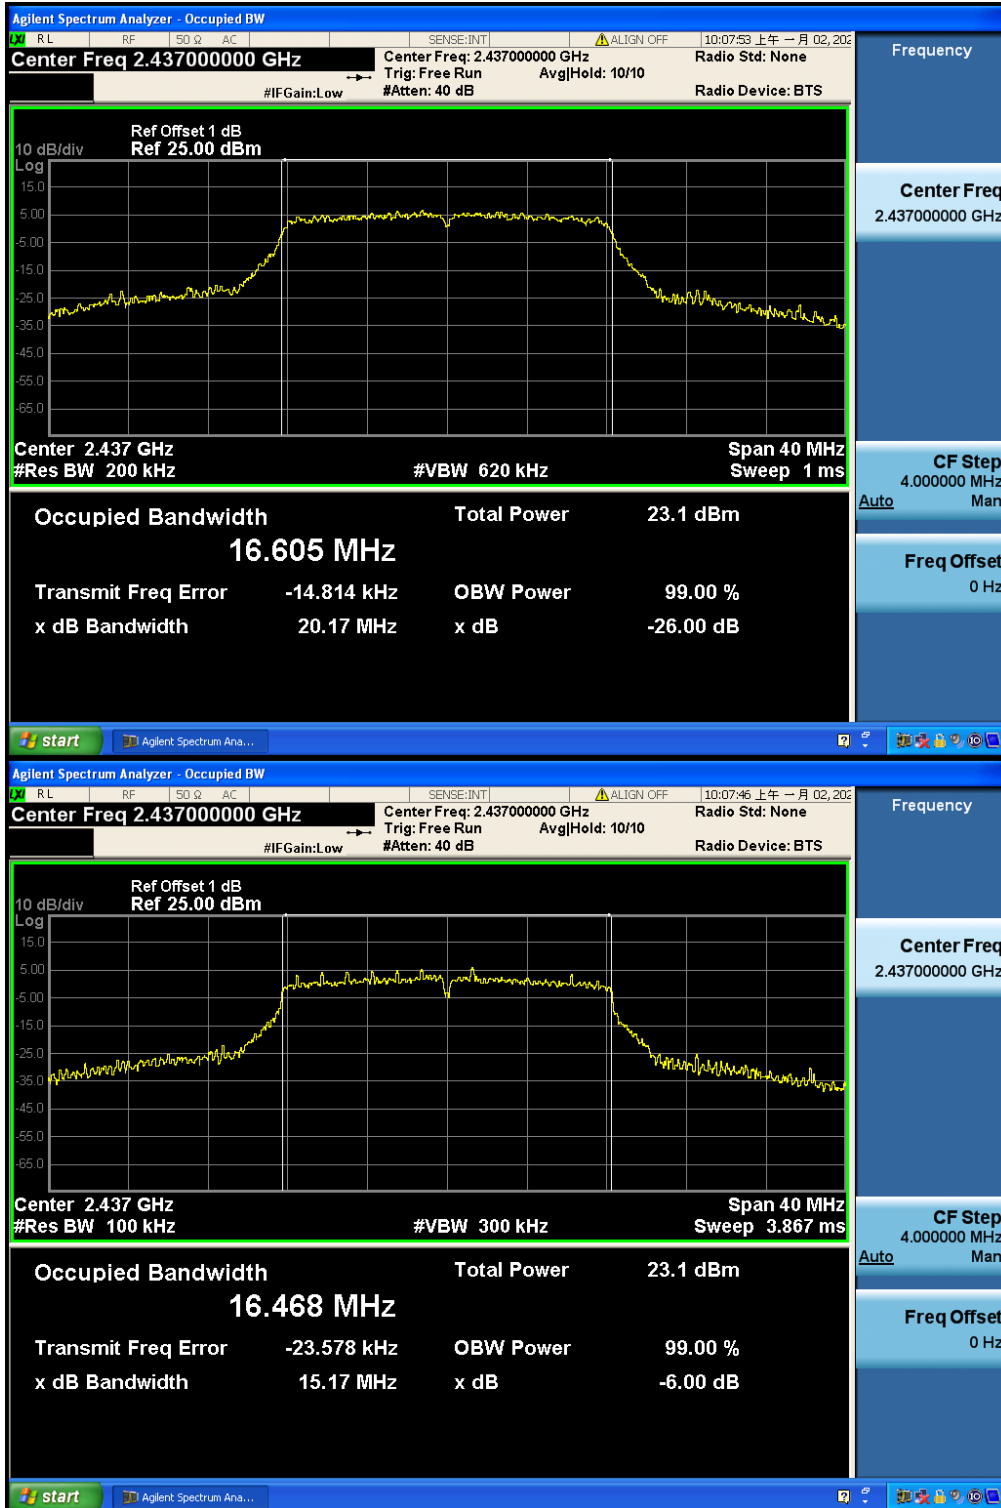 Agilent Spectrum Analyzer - Occupied BW
LXI RL RF 50 Ω AC SENSE:INT ALIGN OFF 10:07:53 上午 一月 02, 202
Center Freq 2.437000000 GHz
Center Freq: 2.437000000 GHz
Radio Std: None
Trig: Free Run Avg|Hold: 10/10
#IFGain:Low #Atten: 40 dB Radio Device: BTS
Ref Offset 1 dB
10 dB/div Ref 25.00 dBm
Log
15.0
5.00
-5.00
-15.0
-25.0
-35.0
-45.0
-55.0
-65.0
Center 2.437 GHz Span 40 MHz
#Res BW 200 kHz #VBW 620 kHz Sweep 1 ms
Occupied Bandwidth Total Power 23.1 dBm
16.605 MHz
Transmit Freq Error -14.814 kHz OBW Power 99.00 %
x dB Bandwidth 20.17 MHz x dB -26.00 dB
Frequency
Center Freq
2.437000000 GHz
CF Step
4.000000 MHz
Auto Man
Freq Offset
0 Hz
start Agilent Spectrum Ana...
Agilent Spectrum Analyzer - Occupied BW
LXI RL RF 50 Ω AC SENSE:INT ALIGN OFF 10:07:46 上午 一月 02, 202
Center Freq 2.437000000 GHz
Center Freq: 2.437000000 GHz
Radio Std: None
Trig: Free Run Avg|Hold: 10/10
#IFGain:Low #Atten: 40 dB Radio Device: BTS
Ref Offset 1 dB
10 dB/div Ref 25.00 dBm
Log
15.0
5.00
-5.00
-15.0
-25.0
-35.0
-45.0
-55.0
-65.0
Center 2.437 GHz Span 40 MHz
#Res BW 100 kHz #VBW 300 kHz Sweep 3.867 ms
Occupied Bandwidth Total Power 23.1 dBm
16.468 MHz
Transmit Freq Error -23.578 kHz OBW Power 99.00 %
x dB Bandwidth 15.17 MHz x dB -6.00 dB
Frequency
Center Freq
2.437000000 GHz
CF Step
4.000000 MHz
Auto Man
Freq Offset
0 Hz
start Agilent Spectrum Ana...